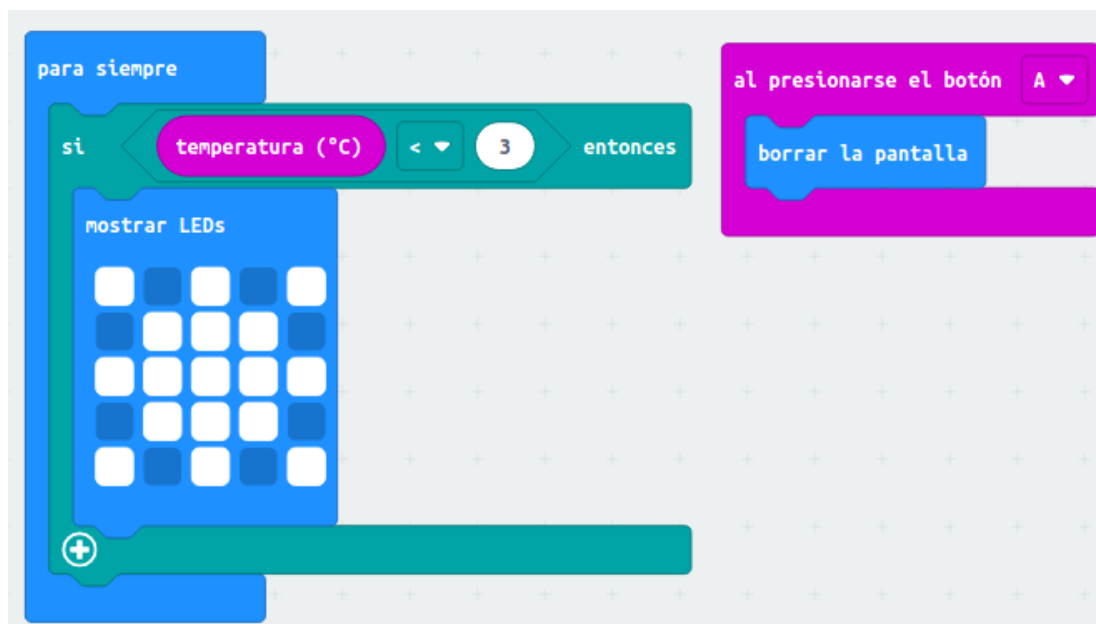 para siempre
si temperatura (°C) < 3 entonces
mostrar LEDs
al presionarse el botón A
borrar la pantalla